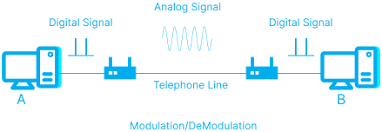 Analog Signal
Digital Signal
Digital Signal
Telephone Line
A
B
Modulation/DeModulation